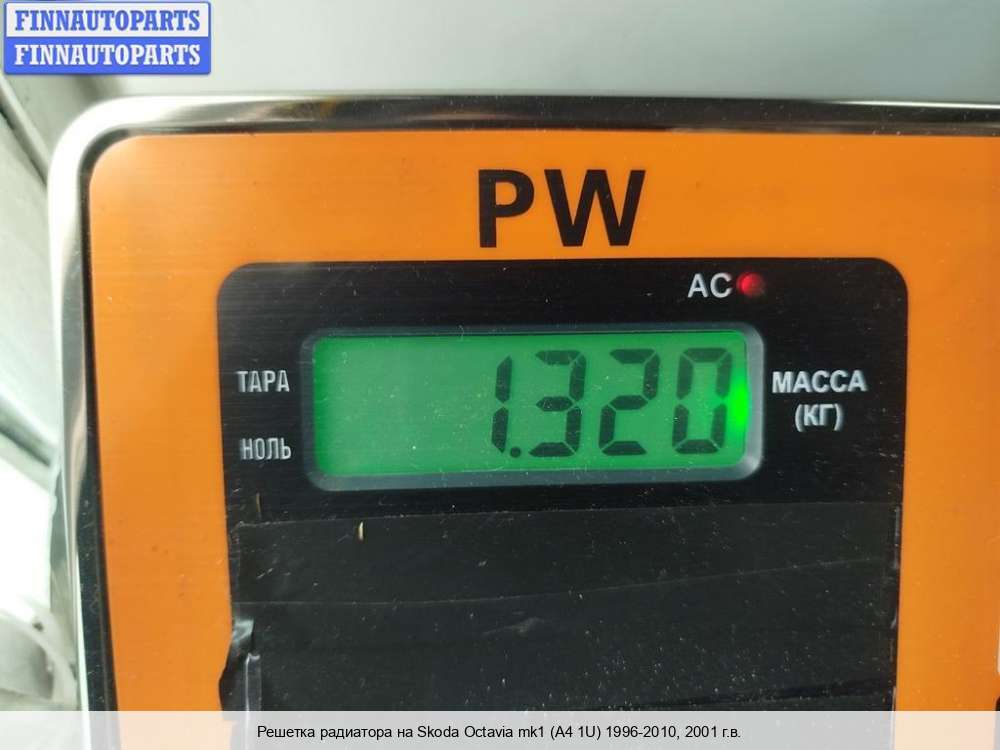 FINNAUTOPARTS
FINNAUTOPARTS
PW
AC
ТАРА
1.320
МАССА
(КГ)
НОЛЬ
Решетка радиатора на Skoda Octavia mk1 (A4 1U) 1996-2010, 2001 г.в.